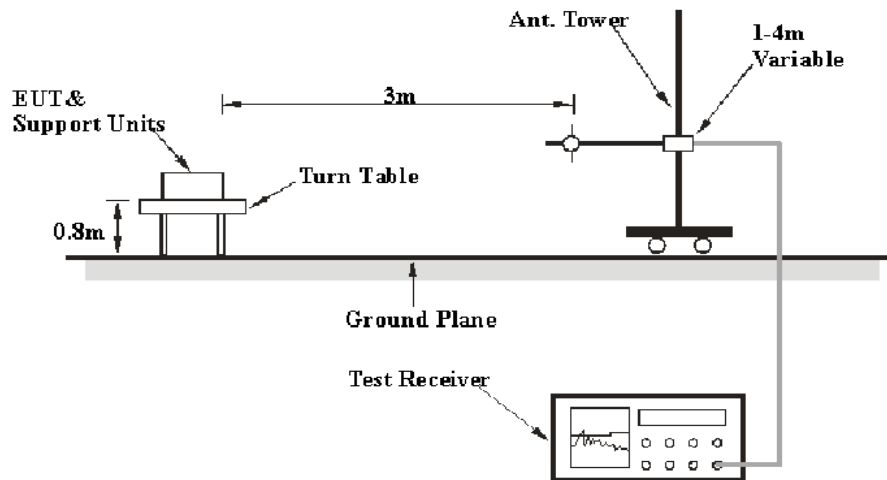 Ant. Tower
1-4m
Variable
3m
EUT&
Support Units
Turn Table
0.8m
Ground Plane
Test Receiver